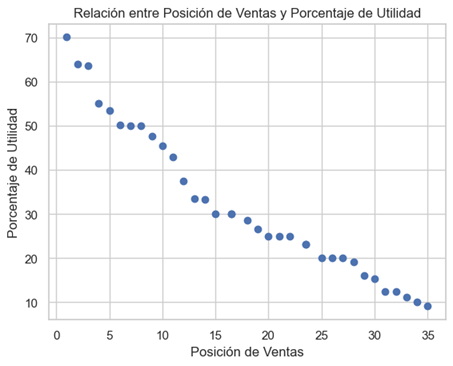 Relación entre Posición de Ventas y Porcentaje de Utilidad
Porcentaje de Utilidad
70
60
50
40
30
20
10
0 5 10 15 20 25 30 35
Posición de Ventas